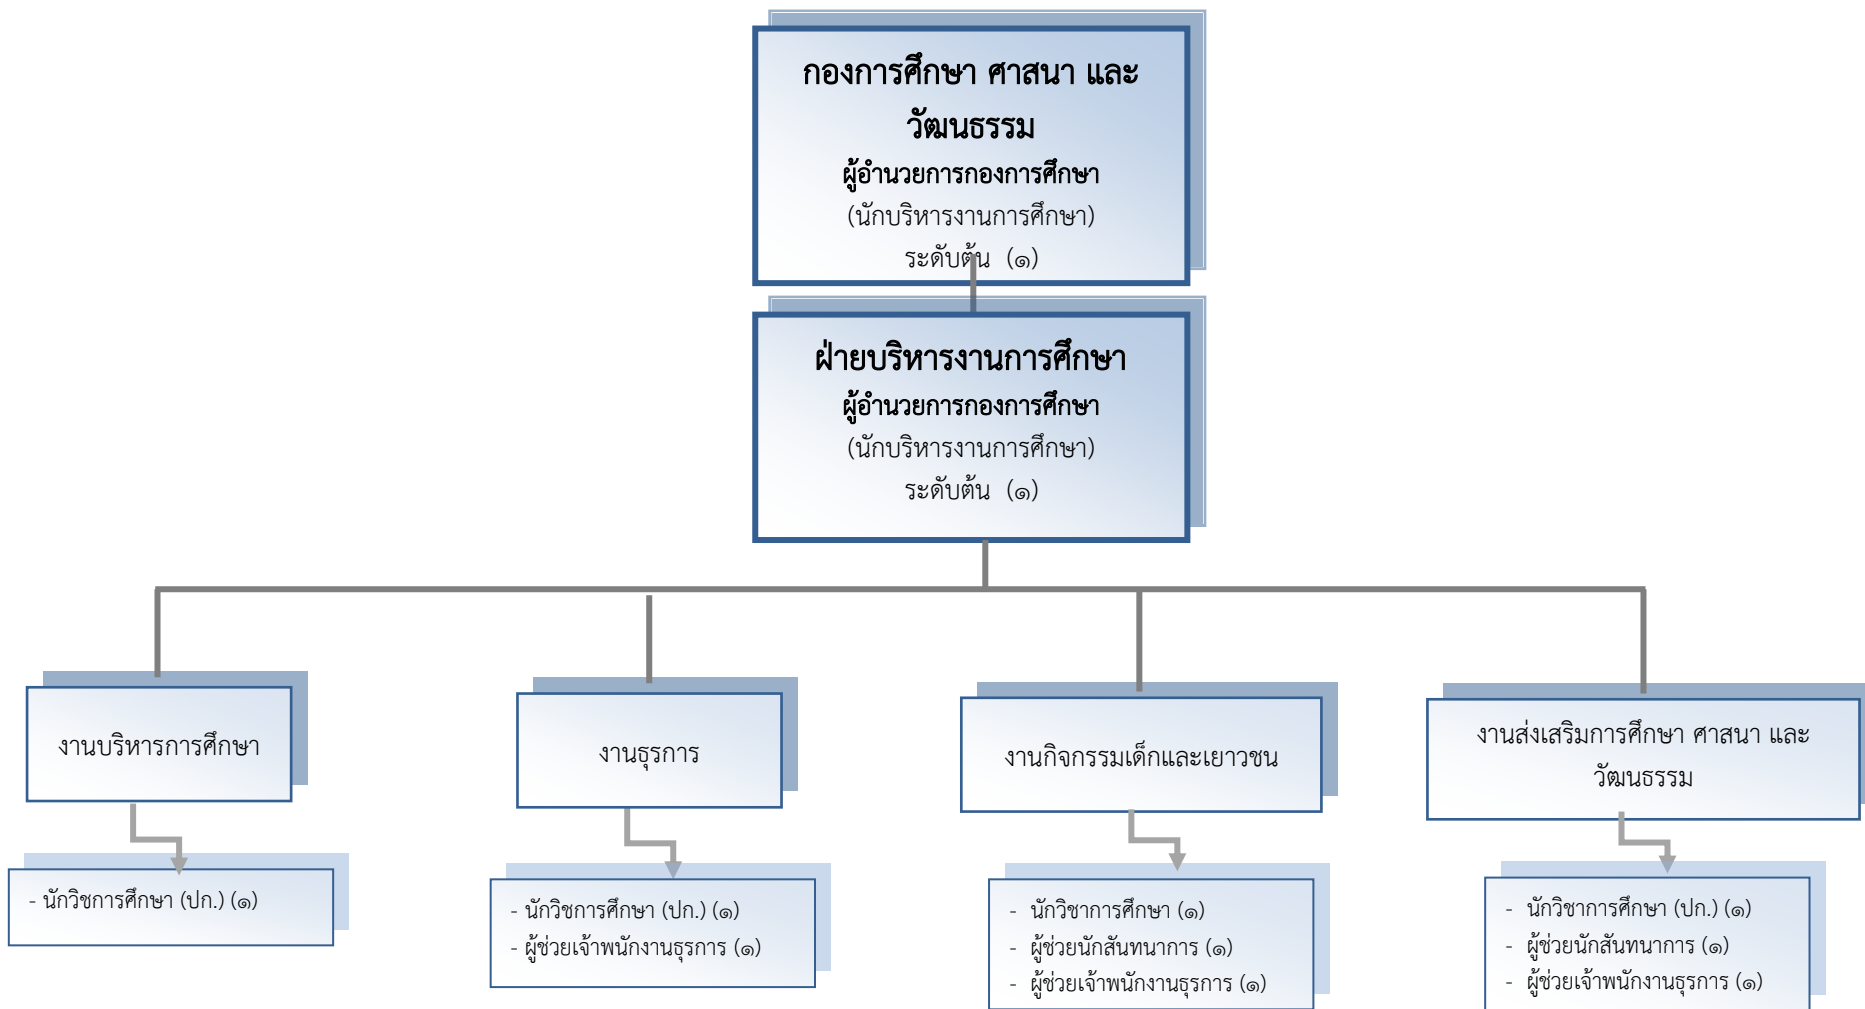 กองการศึกษา ศาสนา และ
วัฒนธรรม
ผู้อำนวยการกองการศึกษา
(นักบริหารงานการศึกษา)
ระดับต้น (๑)
ฝ่ายบริหารงานการศึกษา
ผู้อำนวยการกองการศึกษา
(นักบริหารงานการศึกษา)
ระดับต้น (๑)
งานบริหารการศึกษา
- นักวิชการศึกษา (ปก.) (๑)
งานธุรการ
- นักวิชการศึกษา (ปก.) (๑)
- ผู้ช่วยเจ้าพนักงานธุรการ (๑)
งานกิจกรรมเด็กและเยาวชน
- นักวิชาการศึกษา (๑)
- ผู้ช่วยนักสันทนาการ (๑)
- ผู้ช่วยเจ้าพนักงานธุรการ (๑)
งานส่งเสริมการศึกษา ศาสนา และ
วัฒนธรรม
- นักวิชาการศึกษา (ปก.) (๑)
- ผู้ช่วยนักสันทนาการ (๑)
- ผู้ช่วยเจ้าพนักงานธุรการ (๑)